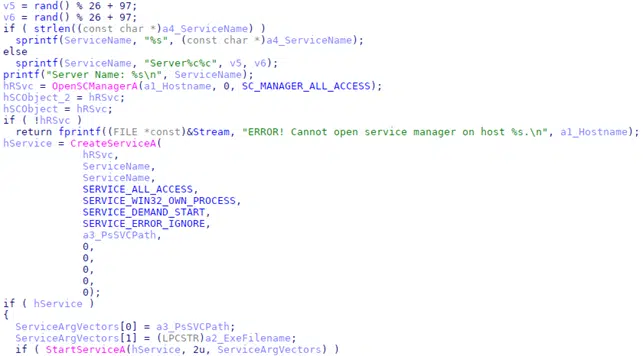 v5 = rand() % 26 + 97;
v6 = rand() % 26 + 97;
if ( strlen((const char *)a4_ServiceName) )
  sprintf(ServiceName, "%s", (const char *)a4_ServiceName);
else
  sprintf(ServiceName, "Server%c%c", v5, v6);
printf("Server Name: %s\n", ServiceName);
hRSvc = OpenSCManagerA(a1_Hostname, 0, SC_MANAGER_ALL_ACCESS);
hSCObject_2 = hRSvc;
hSCObject = hRSvc;
if ( !hRSvc )
  return fprintf((FILE *const)&Stream, "ERROR! Cannot open service manager on host %s.\n", a1_Hostname);
hService = CreateServiceA(
             hRSvc,
             ServiceName,
             ServiceName,
             SERVICE_ALL_ACCESS,
             SERVICE_WIN32_OWN_PROCESS,
             SERVICE_DEMAND_START,
             SERVICE_ERROR_IGNORE,
             a3_PsSVCPath,
             0,
             0,
             0,
             0,
             0);
if ( hService )
{
  ServiceArgVectors[0] = a3_PsSVCPath;
  ServiceArgVectors[1] = (LPCSTR)a2_ExeFilename;
  if ( StartServiceA(hService, 2u, ServiceArgVectors) )